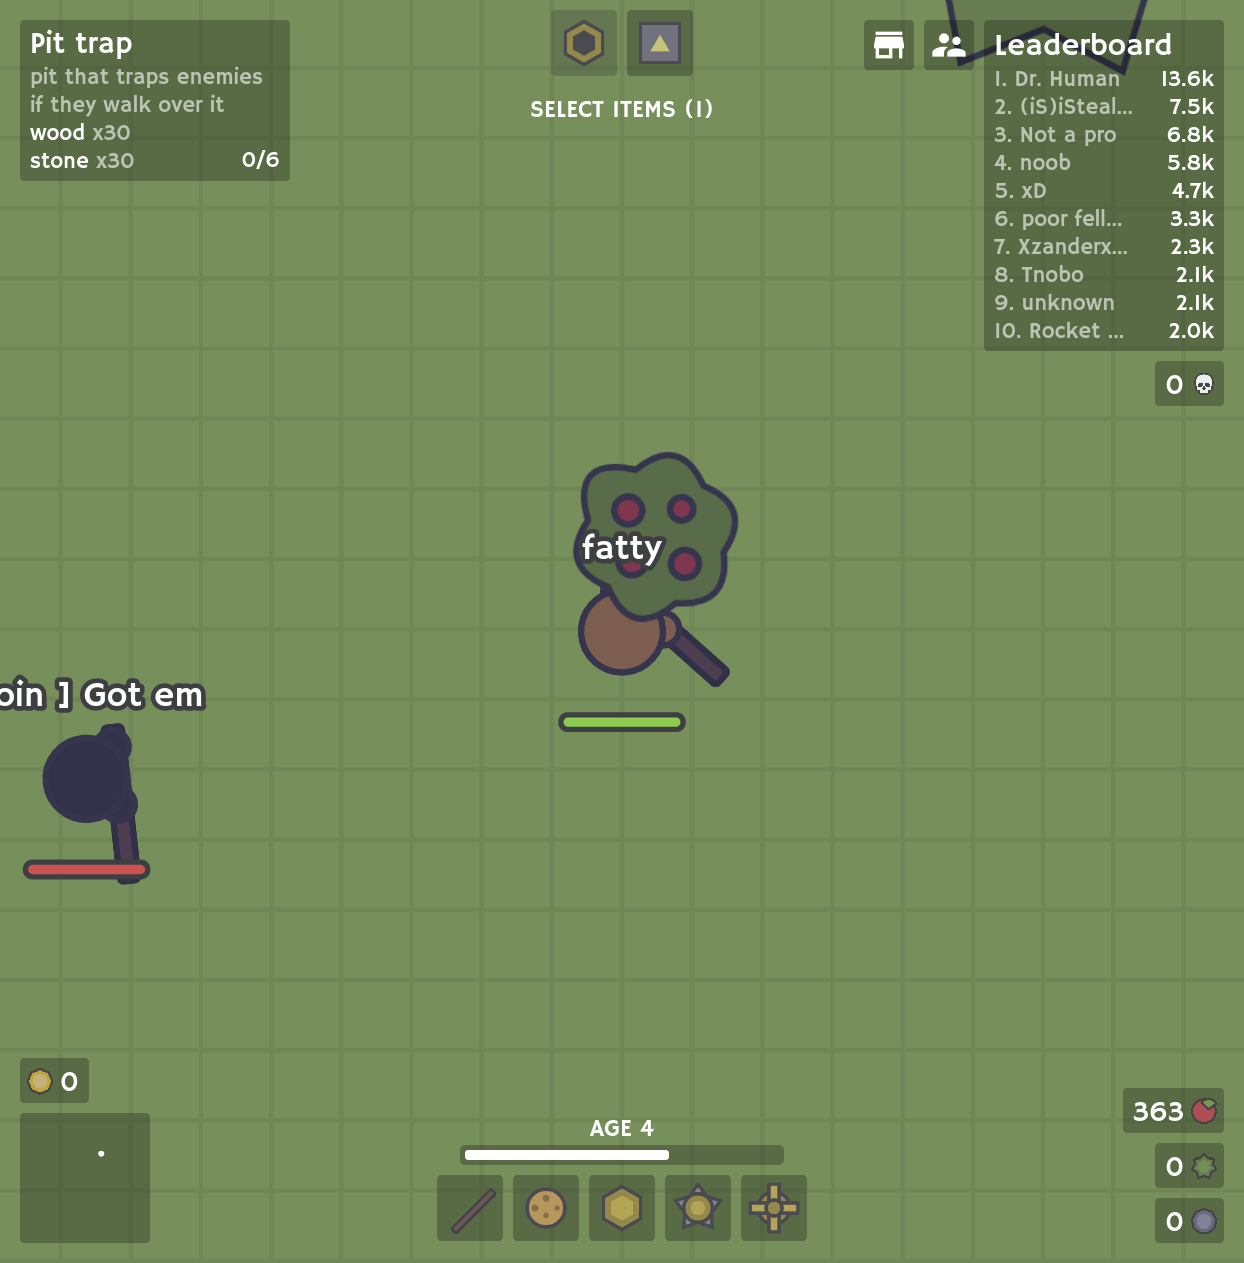 Pit trap
pit that traps enemies
if they walk over it
wood x30
stone x30 0/6
SELECT ITEMS (1)
Leaderboard
1. Dr. Human 13.6k
2. (iS)iSteal... 7.5k
3. Not a pro 6.8k
4. noob 5.8k
5. xD 4.7k
6. poor fell... 3.3k
7. Xzanderx... 2.3k
8. Tnobo 2.1k
9. unknown 2.1k
10. Rocket ... 2.0k
0
fatty
oin ] Got em
0
363
AGE 4
0
0